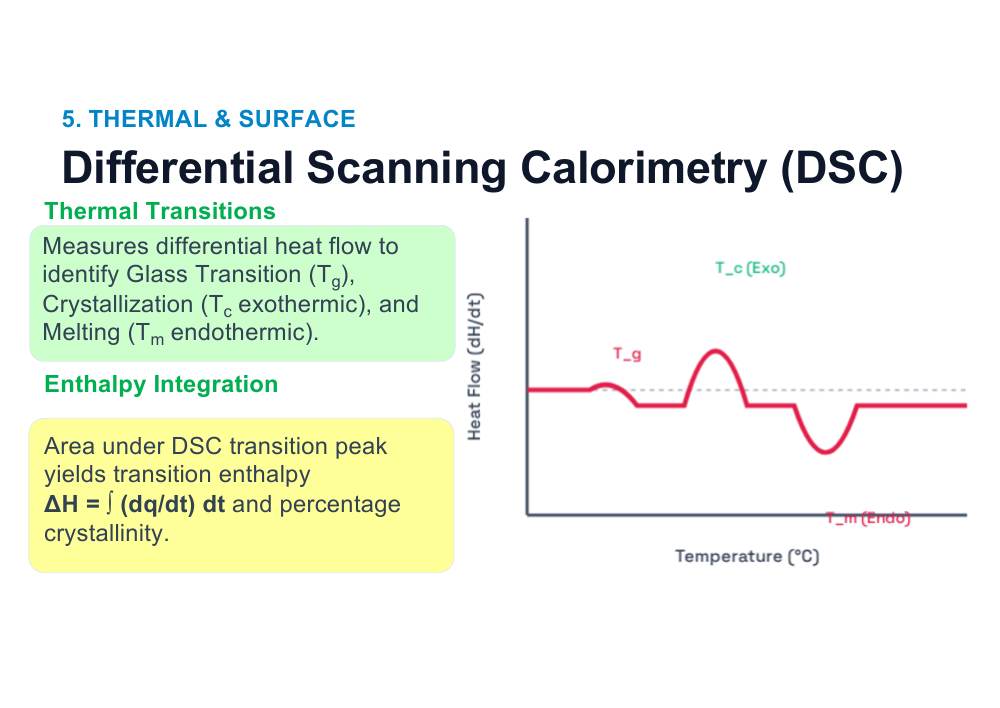 5. THERMAL & SURFACE
Differential Scanning Calorimetry (DSC)
Thermal Transitions
Measures differential heat flow to
identify Glass Transition (Tg),
Crystallization (Tc exothermic), and
Melting (Tm endothermic).
Enthalpy Integration
Area under DSC transition peak
yields transition enthalpy
ΔH = ∫ (dq/dt) dt and percentage
crystallinity.
Heat Flow (dH/dt)
T_c (Exo)
T_g
T_m (Endo)
Temperature (°C)